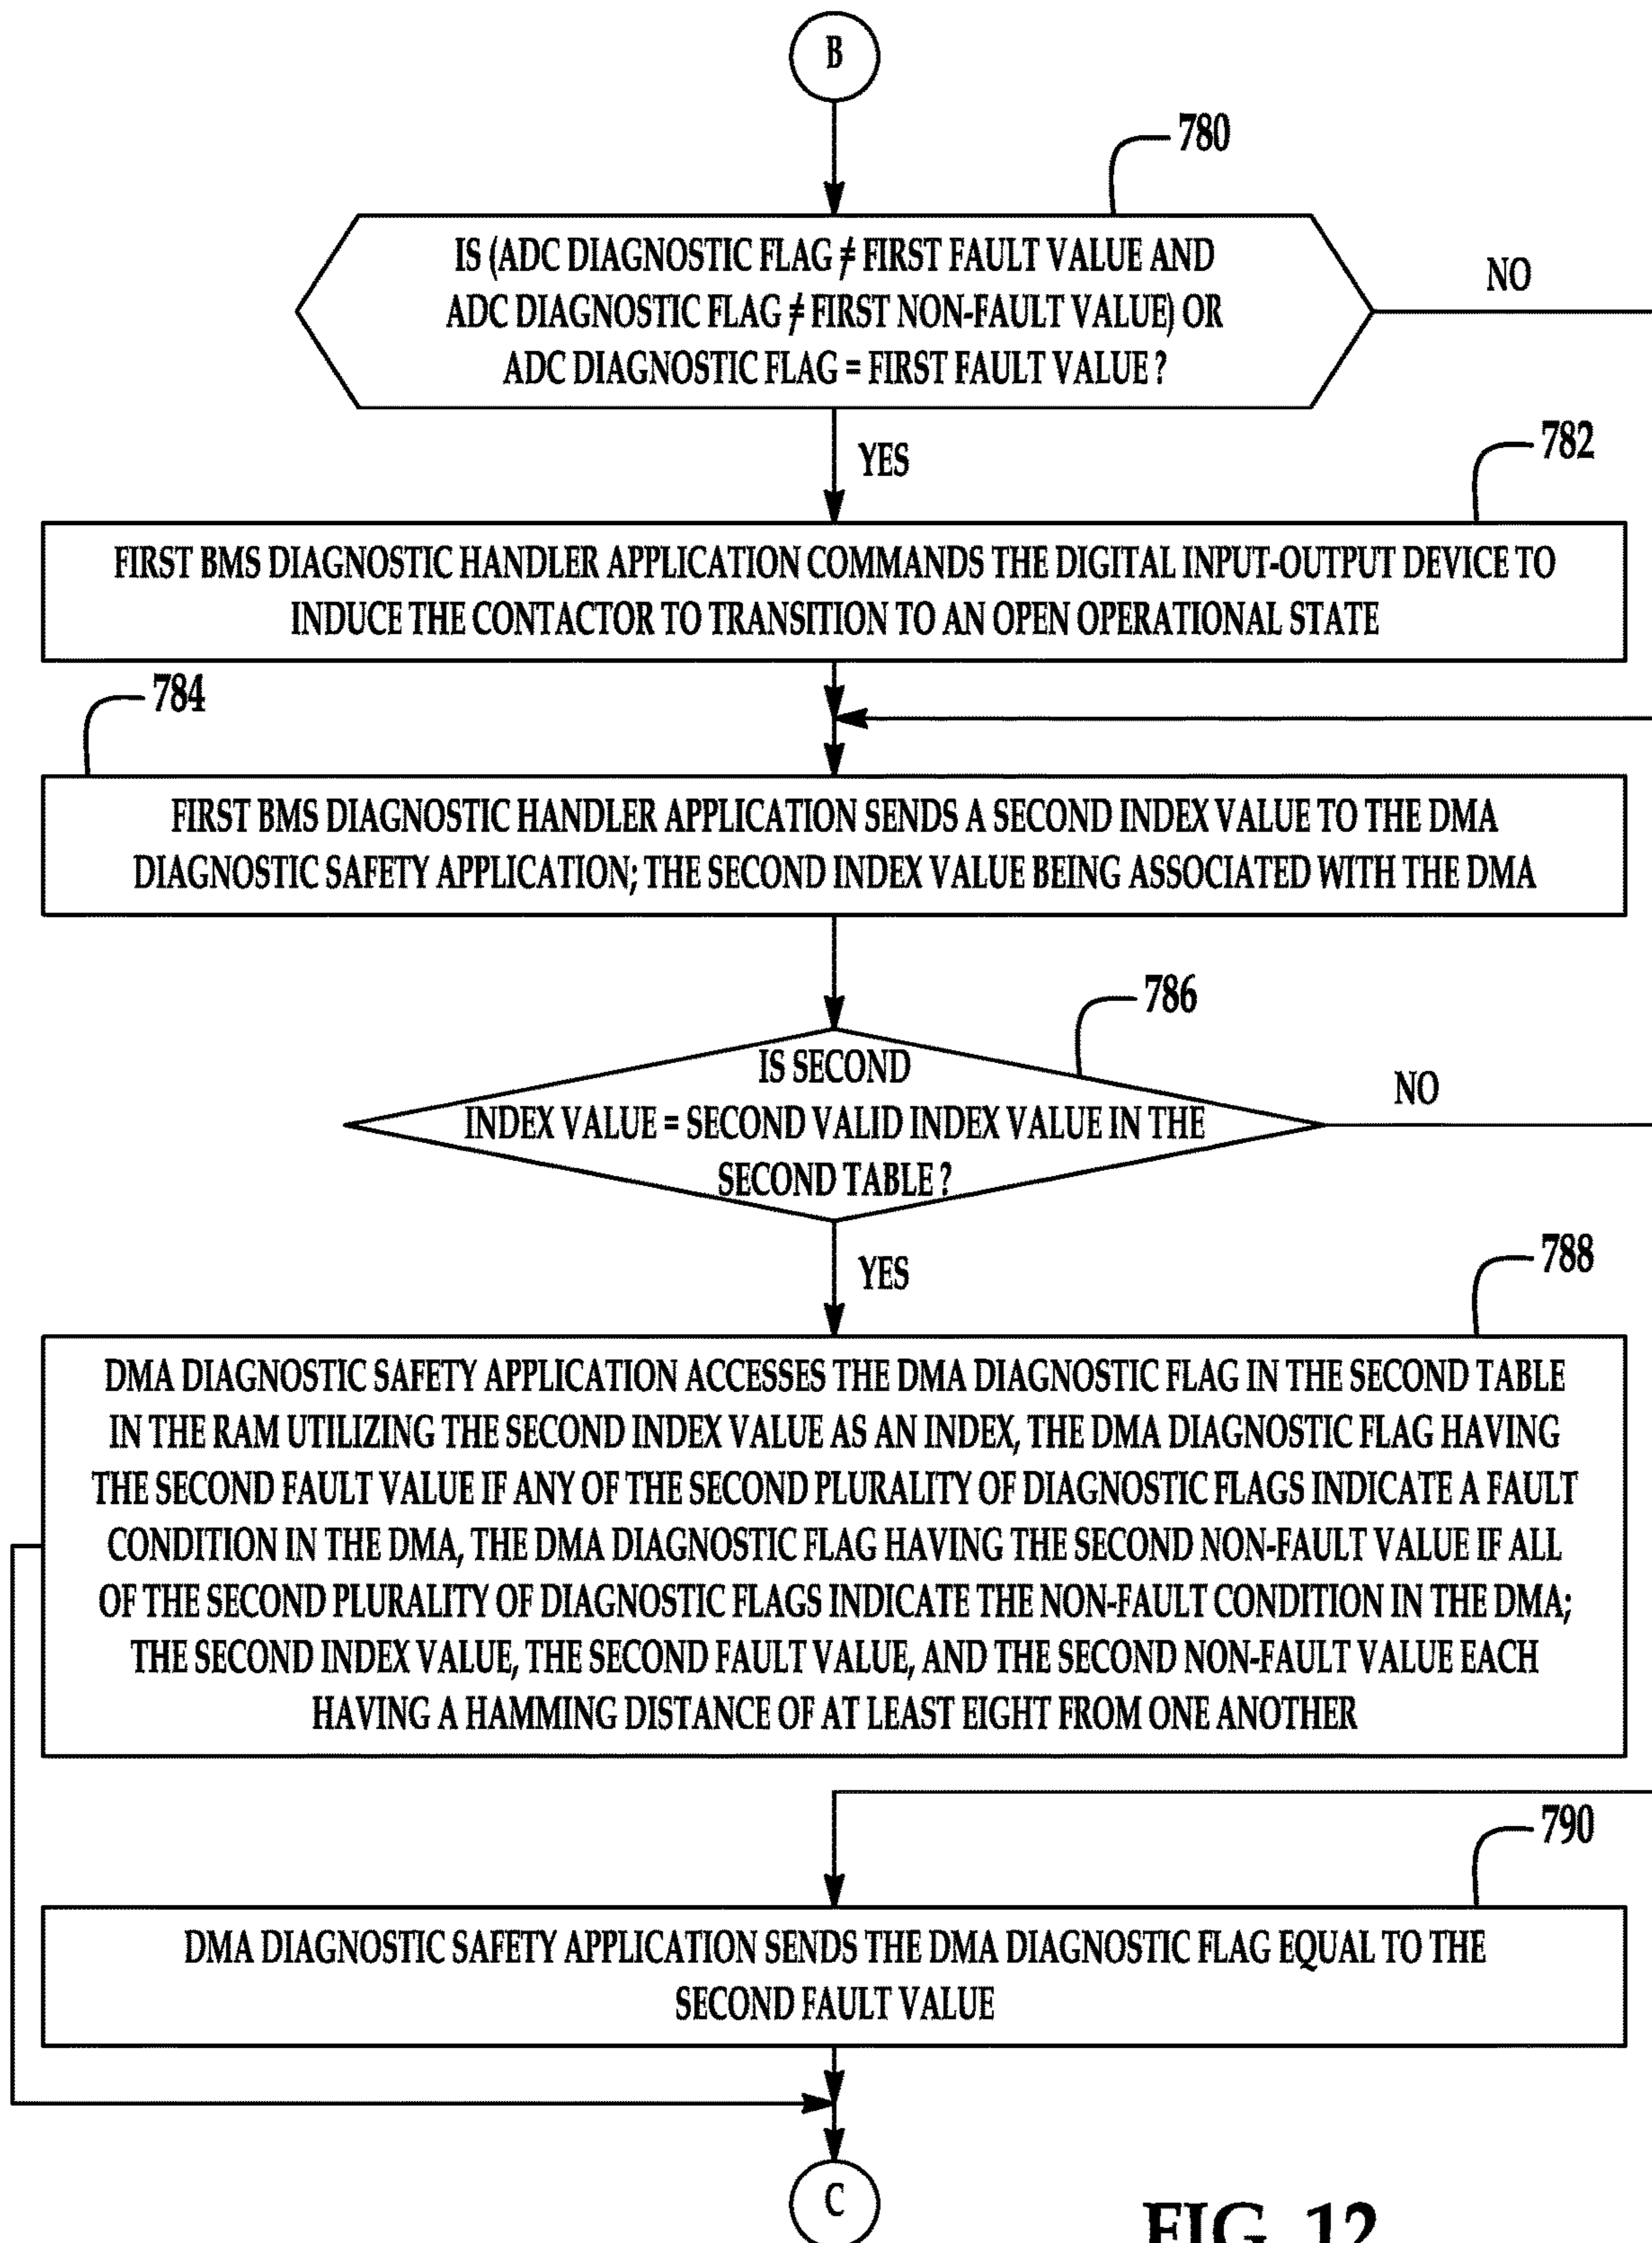 B
780
IS (ADC DIAGNOSTIC FLAG ≠ FIRST FAULT VALUE AND
ADC DIAGNOSTIC FLAG ≠ FIRST NON-FAULT VALUE) OR
ADC DIAGNOSTIC FLAG = FIRST FAULT VALUE ?
NO
YES
782
FIRST BMS DIAGNOSTIC HANDLER APPLICATION COMMANDS THE DIGITAL INPUT-OUTPUT DEVICE TO
INDUCE THE CONTACTOR TO TRANSITION TO AN OPEN OPERATIONAL STATE
784
FIRST BMS DIAGNOSTIC HANDLER APPLICATION SENDS A SECOND INDEX VALUE TO THE DMA
DIAGNOSTIC SAFETY APPLICATION; THE SECOND INDEX VALUE BEING ASSOCIATED WITH THE DMA
786
IS SECOND
INDEX VALUE = SECOND VALID INDEX VALUE IN THE
SECOND TABLE ?
NO
YES
788
DMA DIAGNOSTIC SAFETY APPLICATION ACCESSES THE DMA DIAGNOSTIC FLAG IN THE SECOND TABLE
IN THE RAM UTILIZING THE SECOND INDEX VALUE AS AN INDEX, THE DMA DIAGNOSTIC FLAG HAVING
THE SECOND FAULT VALUE IF ANY OF THE SECOND PLURALITY OF DIAGNOSTIC FLAGS INDICATE A FAULT
CONDITION IN THE DMA, THE DMA DIAGNOSTIC FLAG HAVING THE SECOND NON-FAULT VALUE IF ALL
OF THE SECOND PLURALITY OF DIAGNOSTIC FLAGS INDICATE THE NON-FAULT CONDITION IN THE DMA;
THE SECOND INDEX VALUE, THE SECOND FAULT VALUE, AND THE SECOND NON-FAULT VALUE EACH
HAVING A HAMMING DISTANCE OF AT LEAST EIGHT FROM ONE ANOTHER
790
DMA DIAGNOSTIC SAFETY APPLICATION SENDS THE DMA DIAGNOSTIC FLAG EQUAL TO THE
SECOND FAULT VALUE
C
FIG. 12